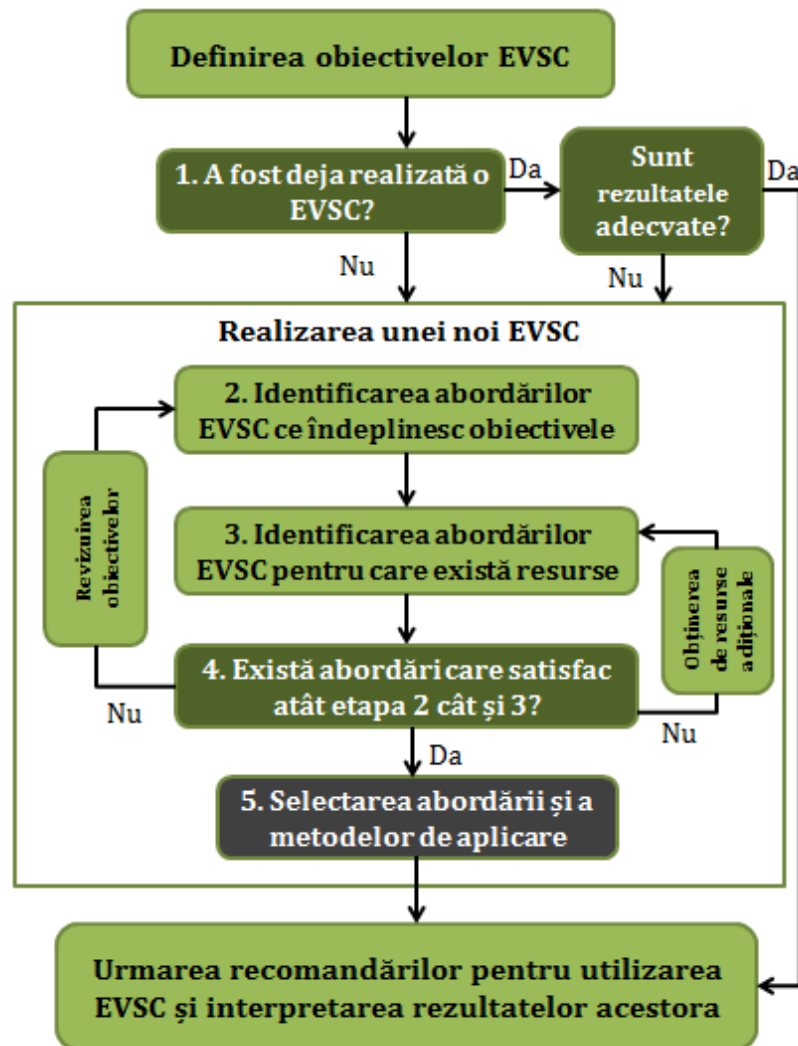 Definirea obiectivelor EVSC
1. A fost deja realizată o
EVSC?
Da
Sunt
rezultatele
adecvate?
Da
Nu
Nu
Realizarea unei noi EVSC
2. Identificarea abordărilor
EVSC ce îndeplinesc obiectivele
Revizuirea
obiectivelor
3. Identificarea abordărilor
EVSC pentru care există resurse
Obținerea
de resurse
adiționale
4. Există abordări care satisfac
atât etapa 2 cât și 3?
Nu
Nu
Da
5. Selectarea abordării și a
metodelor de aplicare
Urmarea recomandărilor pentru utilizarea
EVSC și interpretarea rezultatelor acestora